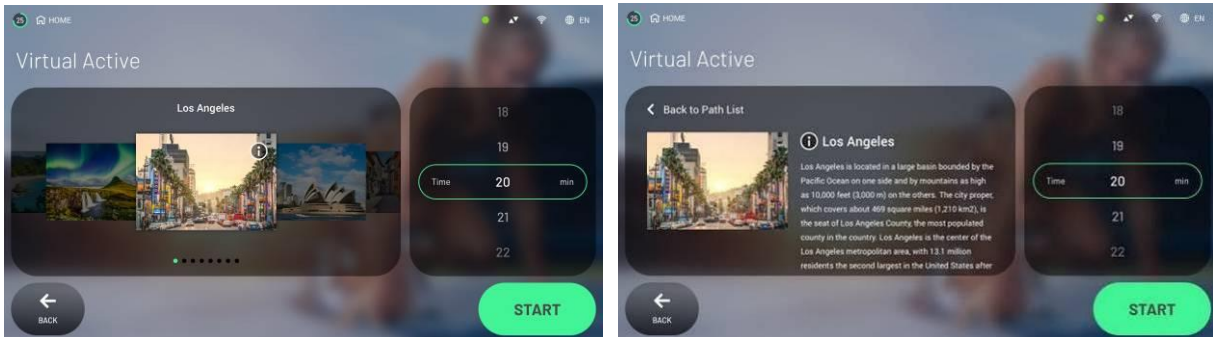 25 HOME EN
Virtual Active
Los Angeles
18
19
Time 20 min
21
22
BACK
START
25 HOME EN
Virtual Active
Back to Path List
Los Angeles
Los Angeles is located in a large basin bounded by the
Pacific Ocean on one side and by mountains as high
as 10,000 feet (3,000 m) on the others. The city proper,
which covers about 469 square miles (1,210 km2), is
the seat of Los Angeles County, the most populated
county in the country. Los Angeles is the center of the
Los Angeles metropolitan area, with 13.1 million
residents the second largest in the United States after
18
19
Time 20 min
21
22
BACK
START